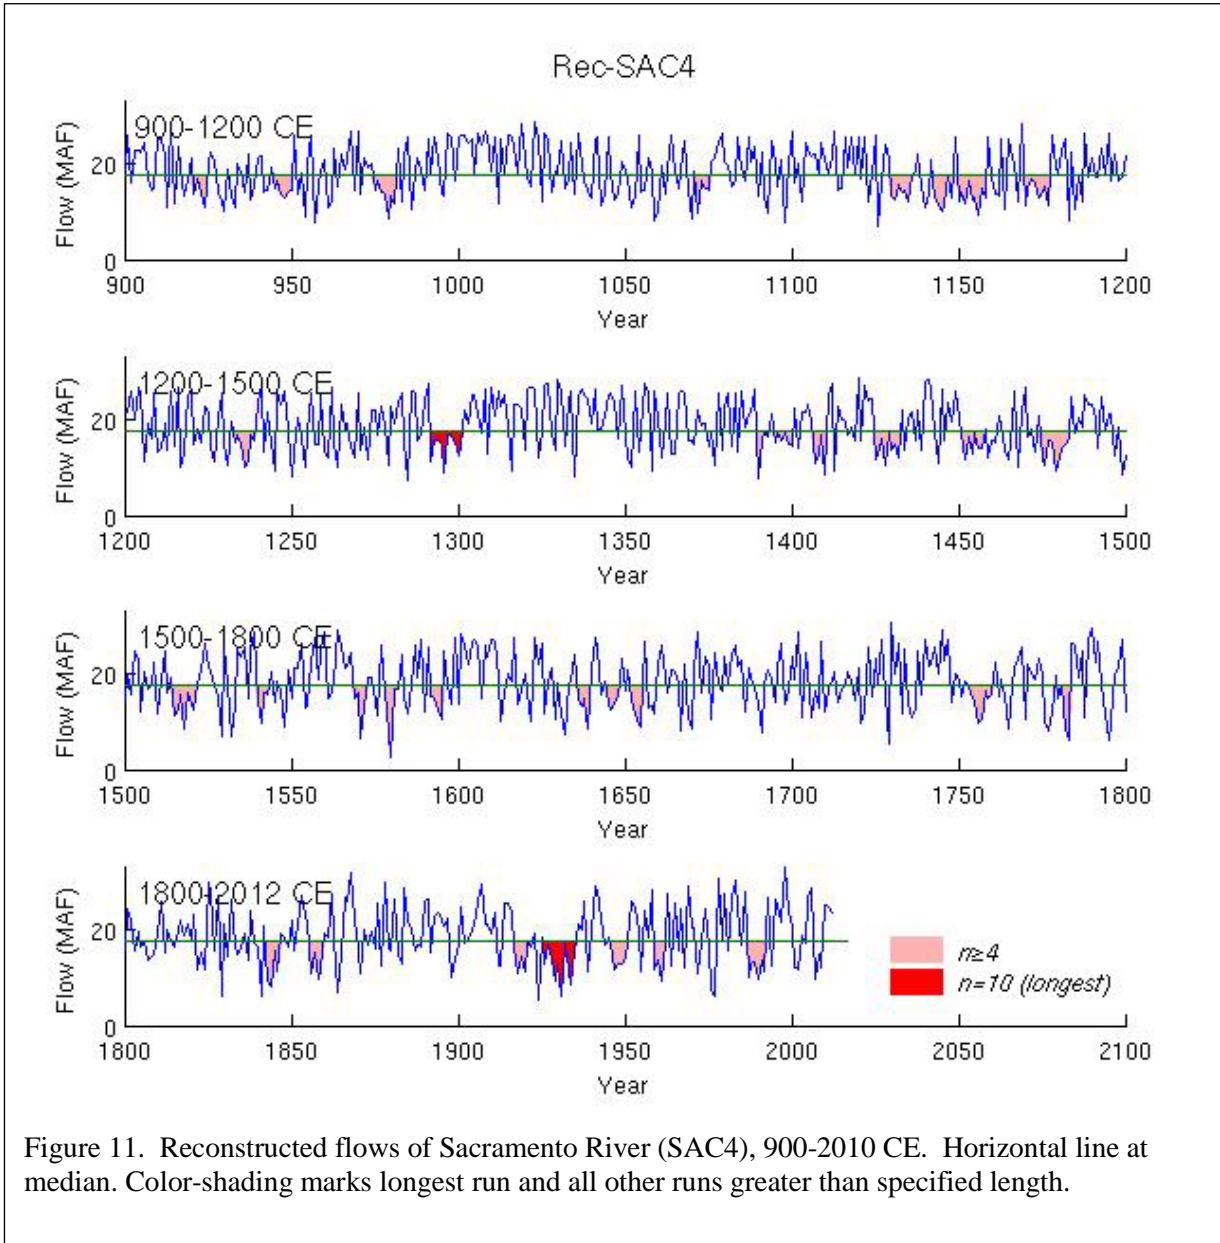 Rec-SAC4
900-1200 CE
Flow (MAF)
20
0
900 950 1000 1050 1100 1150 1200
Year
1200-1500 CE
Flow (MAF)
20
0
1200 1250 1300 1350 1400 1450 1500
Year
1500-1800 CE
Flow (MAF)
20
0
1500 1550 1600 1650 1700 1750 1800
Year
1800-2012 CE
Flow (MAF)
20
0
n≥4
n=10 (longest)
1800 1850 1900 1950 2000 2050 2100
Year
Figure 11. Reconstructed flows of Sacramento River (SAC4), 900-2010 CE. Horizontal line at
median. Color-shading marks longest run and all other runs greater than specified length.